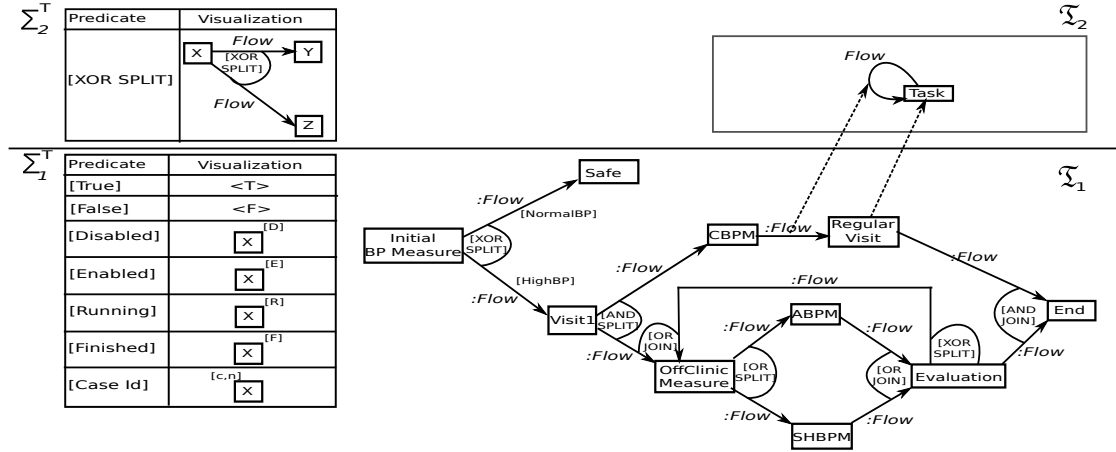 Σ₂ᵀ
Predicate Visualization
[XOR SPLIT]
X Flow Y
[XOR
SPLIT]
Flow
Z
𝔗₂
Flow
Task
Σ₁ᵀ
Predicate Visualization
[True] <T>
[False] <F>
[Disabled] X [D]
[Enabled] X [E]
[Running] X [R]
[Finished] X [F]
[Case Id] [c,n] X
𝔗₁
Safe
:Flow
[NormalBP]
Initial
BP Measure
[XOR
SPLIT]
[HighBP]
:Flow
Visit1
[AND
SPLIT]
:Flow
CBPM
:Flow
Regular
Visit
:Flow
:Flow
[OR
JOIN]
:Flow
OffClinic
Measure
:Flow
ABPM
:Flow
[OR
SPLIT]
:Flow
SHBPM
:Flow
[OR
JOIN]
Evaluation
[XOR
SPLIT]
:Flow
[AND
JOIN]
End